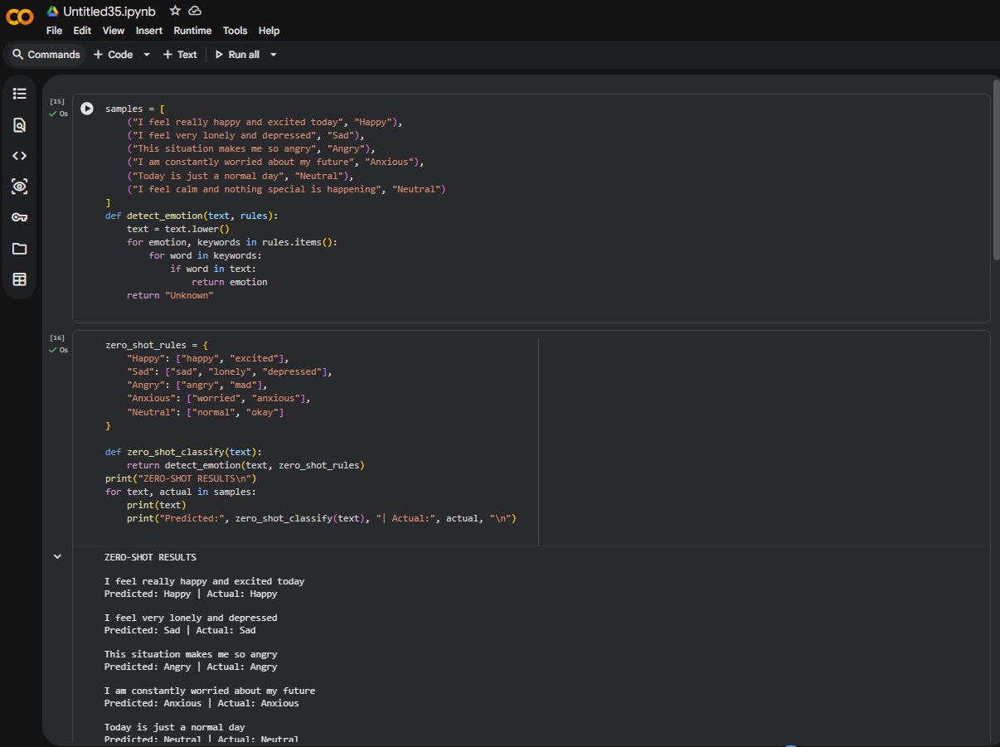 Untitled35.ipynb
File Edit View Insert Runtime Tools Help
Commands + Code + Text Run all
[15]
0s
samples = [
    ("I feel really happy and excited today", "Happy"),
    ("I feel very lonely and depressed", "Sad"),
    ("This situation makes me so angry", "Angry"),
    ("I am constantly worried about my future", "Anxious"),
    ("Today is just a normal day", "Neutral"),
    ("I feel calm and nothing special is happening", "Neutral")
]
def detect_emotion(text, rules):
    text = text.lower()
    for emotion, keywords in rules.items():
        for word in keywords:
            if word in text:
                return emotion
    return "Unknown"
[16]
0s
zero_shot_rules = {
    "Happy": ["happy", "excited"],
    "Sad": ["sad", "lonely", "depressed"],
    "Angry": ["angry", "mad"],
    "Anxious": ["worried", "anxious"],
    "Neutral": ["normal", "okay"]
}
def zero_shot_classify(text):
    return detect_emotion(text, zero_shot_rules)
print("ZERO-SHOT RESULTS\n")
for text, actual in samples:
    print(text)
    print("Predicted:", zero_shot_classify(text), "| Actual:", actual, "\n")
ZERO-SHOT RESULTS
I feel really happy and excited today
Predicted: Happy | Actual: Happy
I feel very lonely and depressed
Predicted: Sad | Actual: Sad
This situation makes me so angry
Predicted: Angry | Actual: Angry
I am constantly worried about my future
Predicted: Anxious | Actual: Anxious
Today is just a normal day
Predicted: Neutral | Actual: Neutral